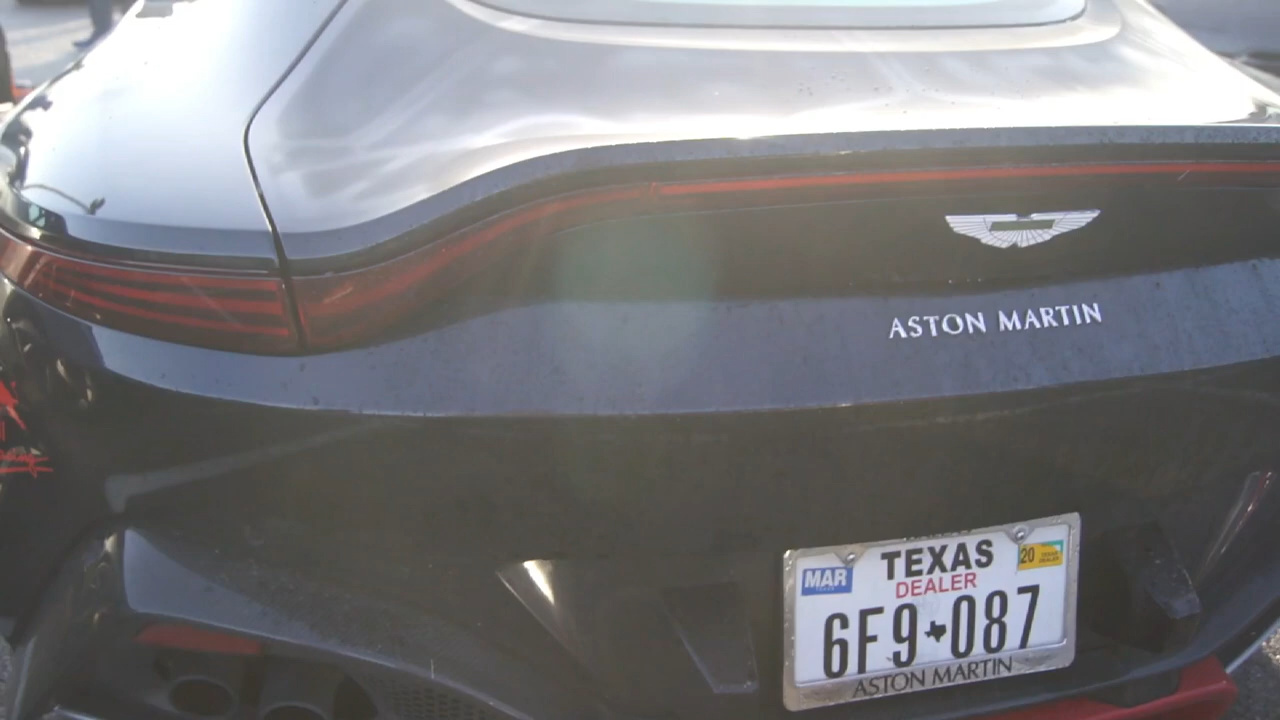 ASTON MARTIN
TEXAS
MAR
20
DEALER
6F9 087
ASTON MARTIN